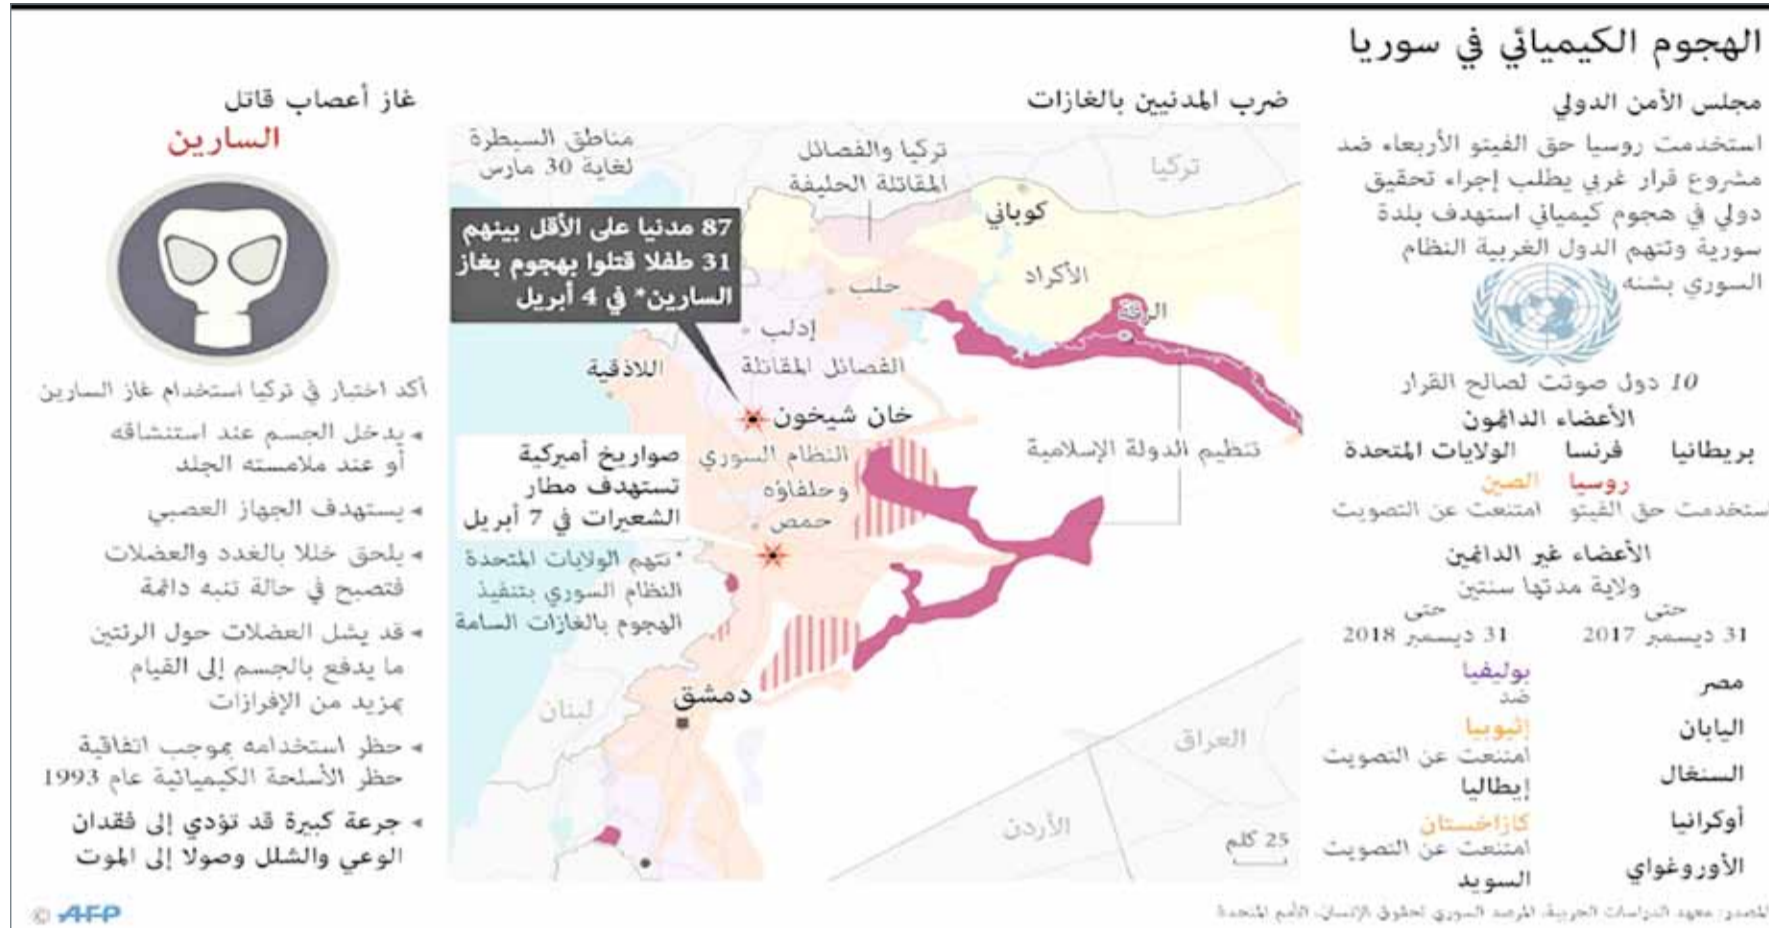 الهجوم الكيميائي في سوريا
مجلس الأمن الدولي
استخدمت روسيا حق الفيتو الأربعاء ضد
مشروع قرار غربي يطلب إجراء تحقيق
دولي في هجوم كيميائي استهدف بلدة
سورية وتتهم الدول الغربية النظام
السوري بشنه
10 دول صوتت لصالح القرار
الأعضاء الدائمون
بريطانيا فرنسا الولايات المتحدة
روسيا الصين
استخدمت حق الفيتو امتنعت عن التصويت
الأعضاء غير الدائمين
ولاية مدتها سنتين
حتى حتى
31 ديسمبر 2017 31 ديسمبر 2018
مصر
اليابان
السنغال
أوكرانيا
الأوروغواي
بوليفيا
ضد
إثيوبيا
امتنعت عن التصويت
إيطاليا
كازاخستان
امتنعت عن التصويت
السويد
ضرب المدنيين بالغازات
مناطق السيطرة
لغاية 30 مارس
تركيا والفصائل
المقاتلة الحليفة
تركيا
كوباني
87 مدنيا على الأقل بينهم
31 طفلا قتلوا بهجوم بغاز
السارين* في 4 أبريل
الأكراد
حلب
الرقة
إدلب
الفصائل المقاتلة
اللاذقية
خان شيخون
تنظيم الدولة الإسلامية
النظام السوري
وحلفاؤه
حمص
صواريخ أميركية
تستهدف مطار
الشعيرات في 7 أبريل
*تتهم الولايات المتحدة
النظام السوري بتنفيذ
الهجوم بالغازات السامة
دمشق
لبنان
العراق
الأردن
25 كلم
غاز أعصاب قاتل
السارين
أكد اختبار في تركيا استخدام غاز السارين
يدخل الجسم عند استنشاقه
أو عند ملامسته الجلد
يستهدف الجهاز العصبي
يلحق خللا بالغدد والعضلات
فتصبح في حالة تنبه دائمة
قد يشل العضلات حول الرئتين
ما يدفع بالجسم إلى القيام
بمزيد من الإفرازات
حظر استخدامه بموجب اتفاقية
حظر الأسلحة الكيميائية عام 1993
جرعة كبيرة قد تؤدي إلى فقدان
الوعي والشلل وصولا إلى الموت
المصدر: معهد الدراسات الحربية، المرصد السوري لحقوق الإنسان، الأمم المتحدة
© AFP